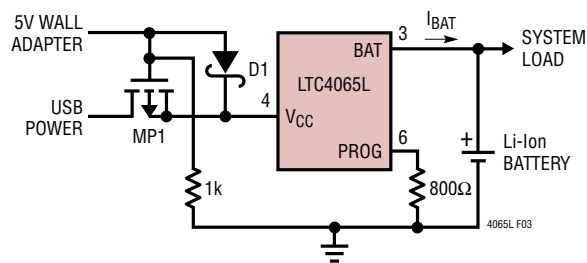 5V WALL
ADAPTER
D1
USB
POWER
MP1
1k
4
VCC
LTC4065L
BAT
3
IBAT
SYSTEM
LOAD
PROG
6
800Ω
+
Li-Ion
BATTERY
4065L F03